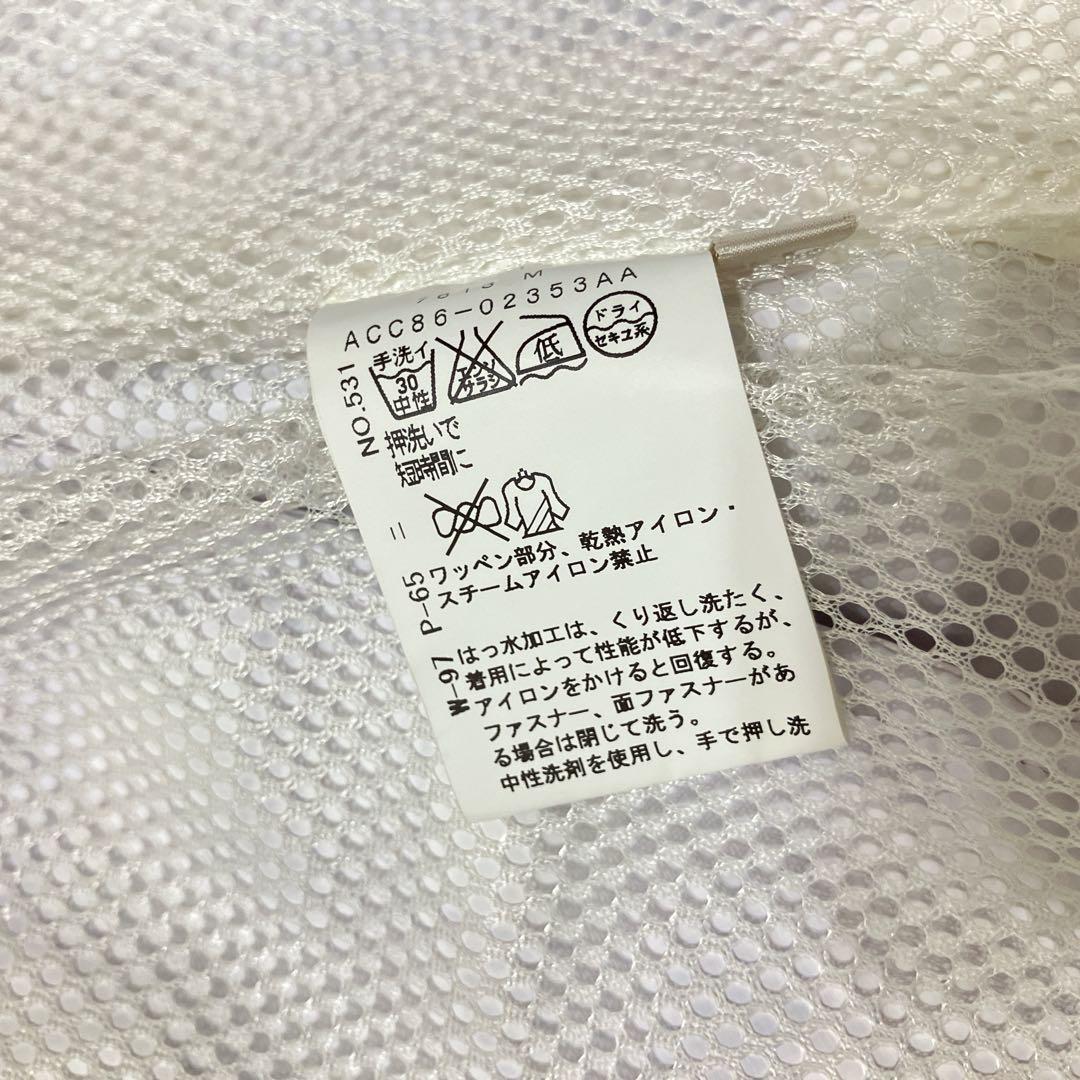 M
ACC86-02353AA
NO.531
手洗イ
30
中性
エンソ
サラシ
低
ドライ
セキユ系
押洗いで
短時間に
P-65 =
ワッペン部分、乾熱アイロン・
スチームアイロン禁止
W-97
はっ水加工は、くり返し洗たく、
着用によって性能が低下するが、
アイロンをかけると回復する。
ファスナー、面ファスナーがあ
る場合は閉じて洗う。
中性洗剤を使用し、手で押し洗